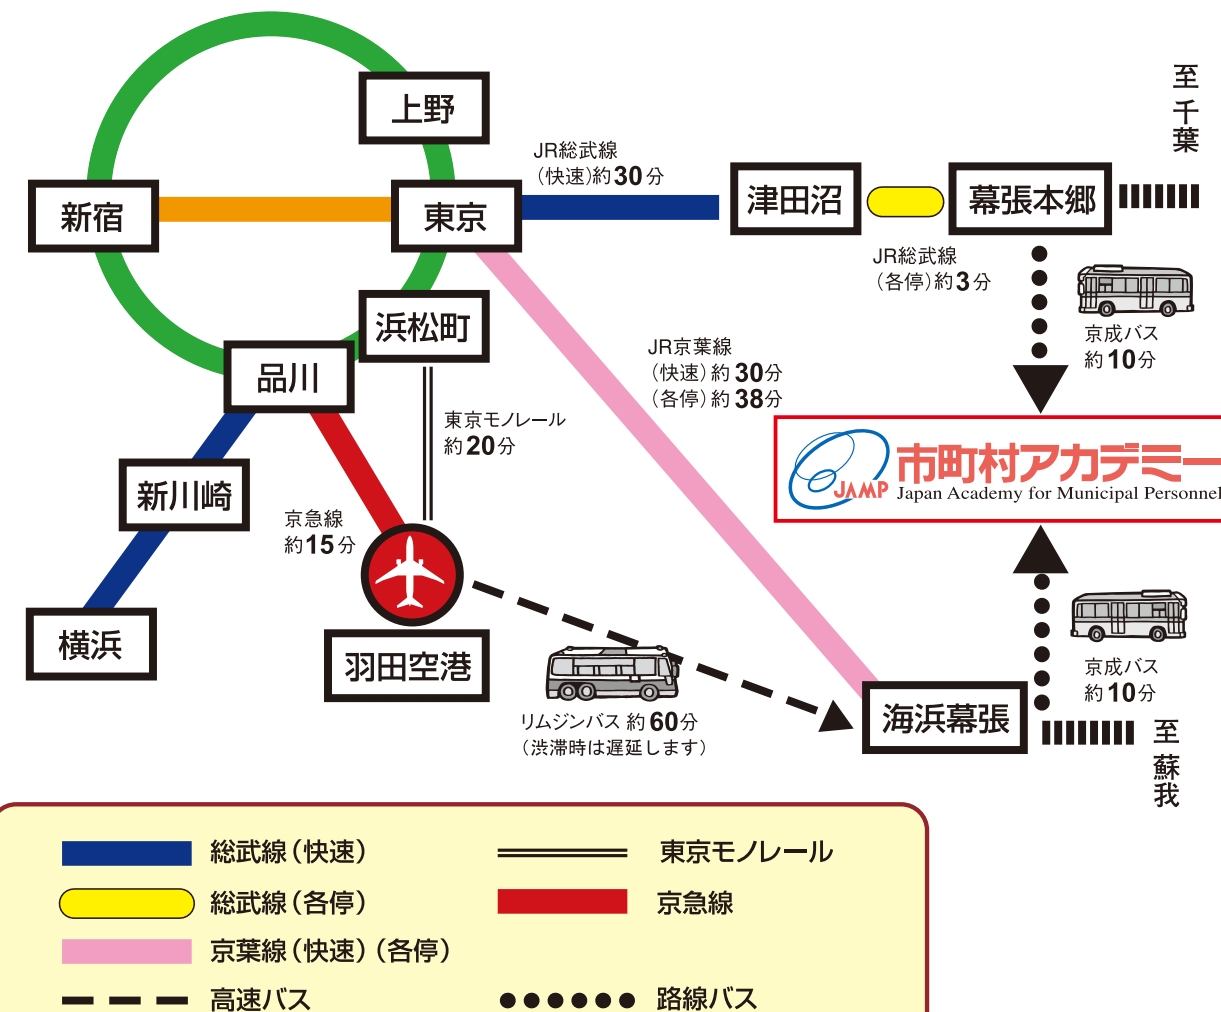 上野
新宿
東京
JR総武線
（快速）約30分
津田沼
幕張本郷
至千葉
JR総武線
（各停）約3分
京成バス
約10分
浜松町
品川
JR京葉線
（快速）約30分
（各停）約38分
東京モノレール
約20分
JAMP
市町村アカデミー
Japan Academy for Municipal Personnel
新川崎
京急線
約15分
横浜
羽田空港
リムジンバス 約60分
（渋滞時は遅延します）
京成バス
約10分
海浜幕張
至蘇我
総武線（快速）
東京モノレール
総武線（各停）
京急線
京葉線（快速）（各停）
高速バス
路線バス